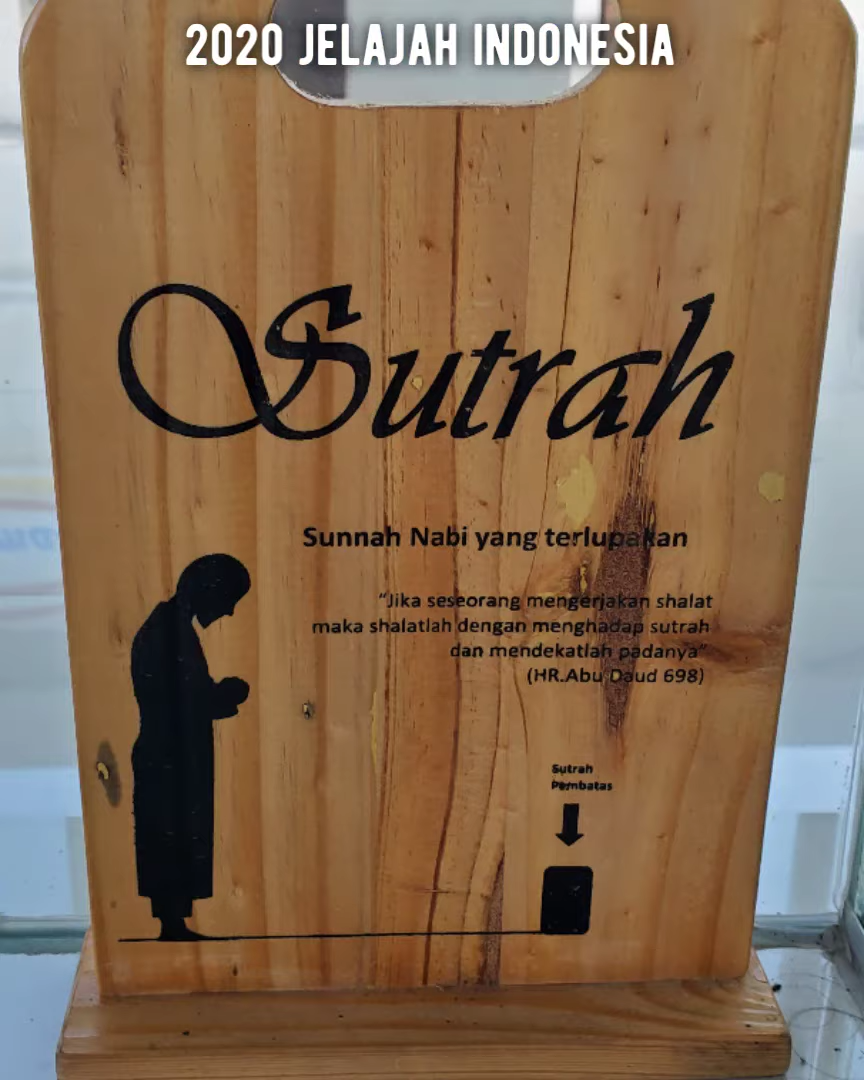 2020 JELAJAH INDONESIA
Sutrah
Sunnah Nabi yang terlupakan
"Jika seseorang mengerjakan shalat
maka shalatlah dengan menghadap sutrah
dan mendekatlah padanya"
(HR.Abu Daud 698)
Sutrah
Pembatas